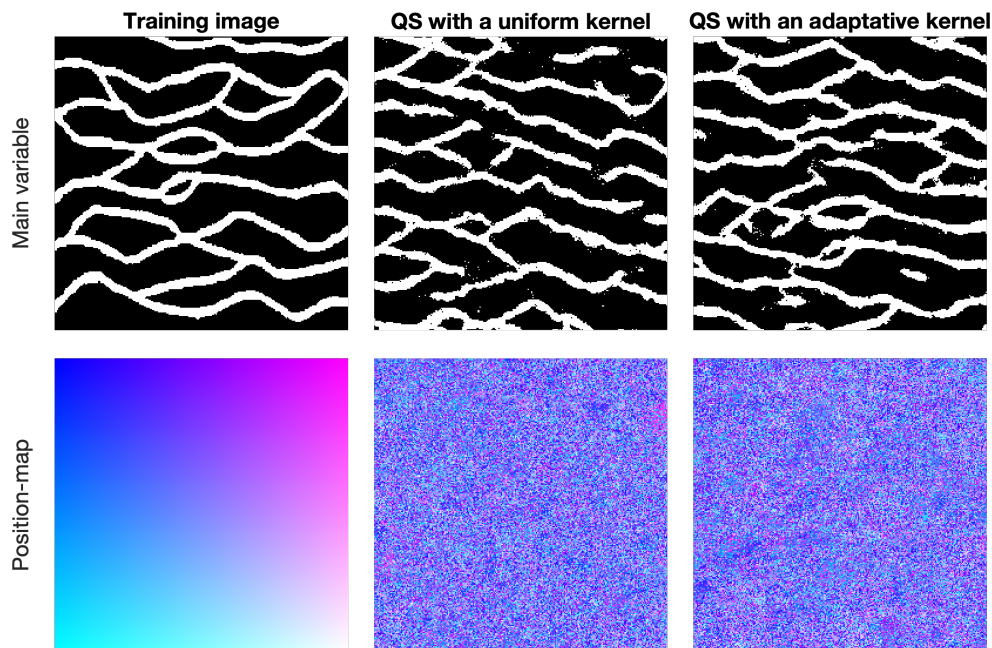 Training image
QS with a uniform kernel
QS with an adaptative kernel
Main variable
Position-map